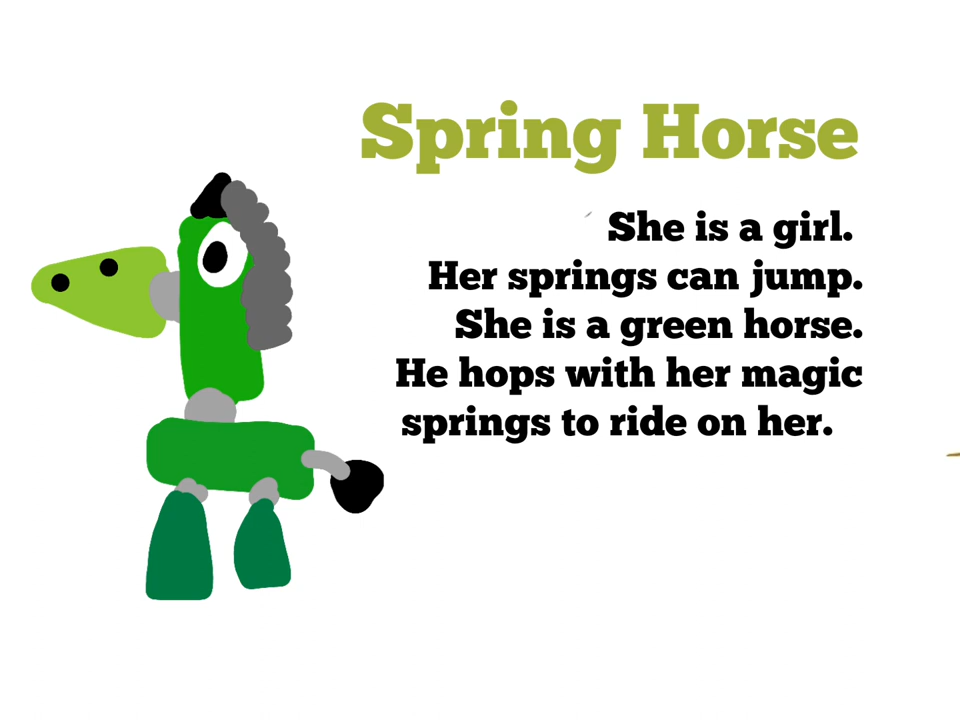 Spring Horse
She is a girl.
Her springs can jump.
She is a green horse.
He hops with her magic
springs to ride on her.